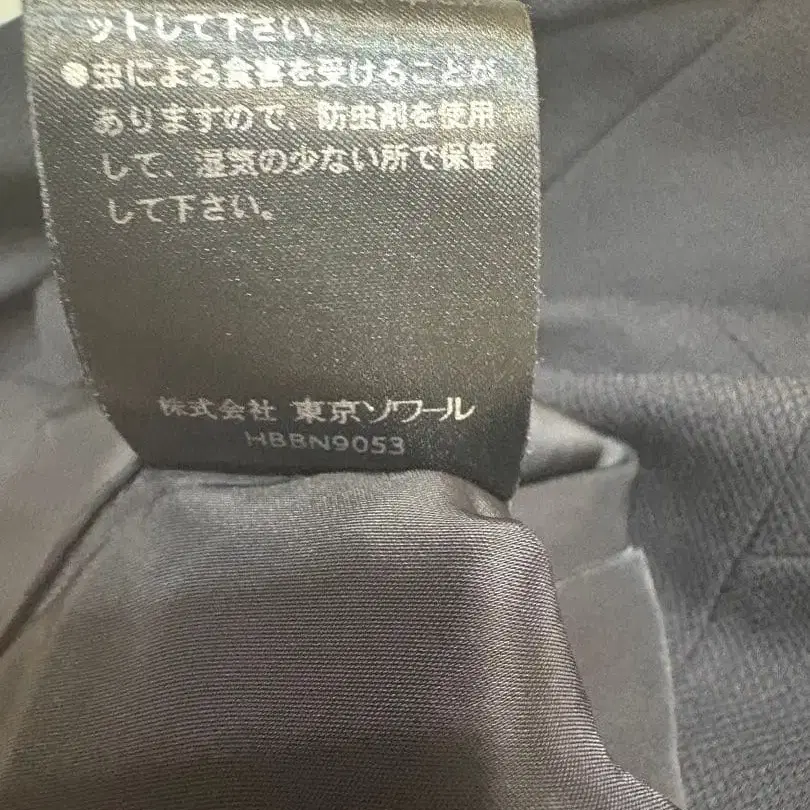 ットして下さい。
●虫による食害を受けることが
ありますので、防虫剤を使用
して、湿気の少ない所で保管
して下さい。
株式会社 東京ソワール
HBBN9053